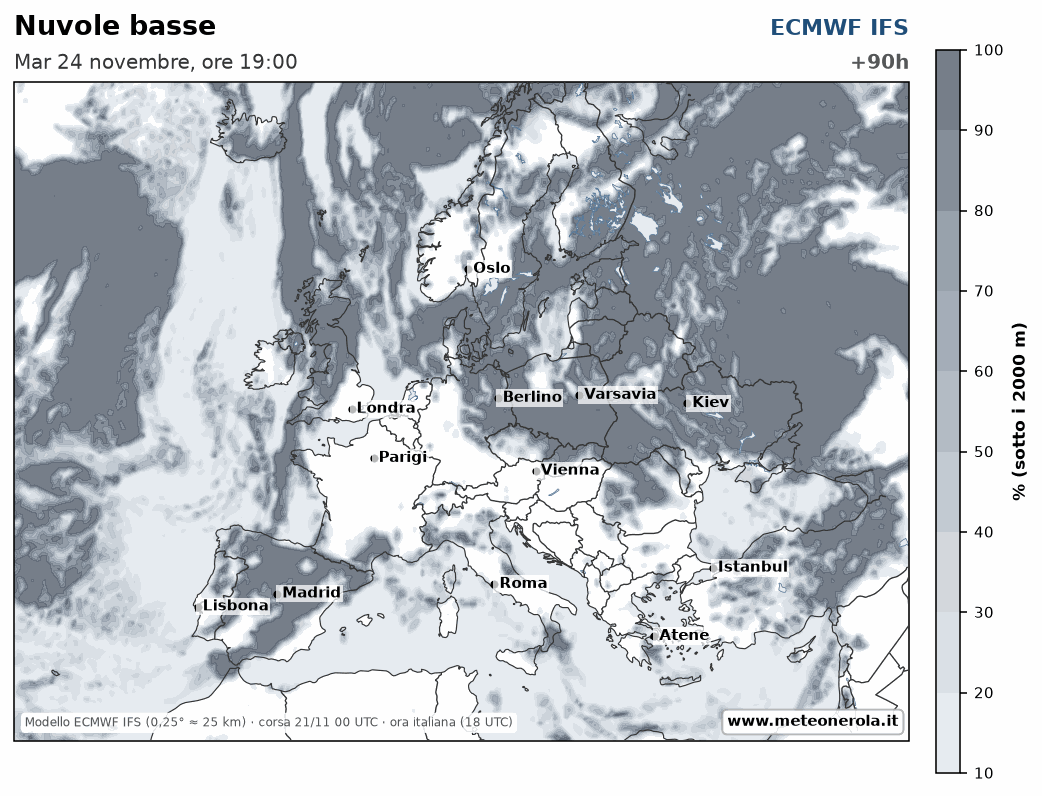 Nuvole basse
ECMWF IFS
Mar 24 novembre, ore 19:00
+90h
Oslo
Londra
Berlino
Varsavia
Kiev
Parigi
Vienna
Istanbul
Roma
Madrid
Lisbona
Atene
Modello ECMWF IFS (0,25° ≈ 25 km) · corsa 21/11 00 UTC · ora italiana (18 UTC)
www.meteonerola.it
100
90
80
70
60
50
40
30
20
10
% (sotto i 2000 m)